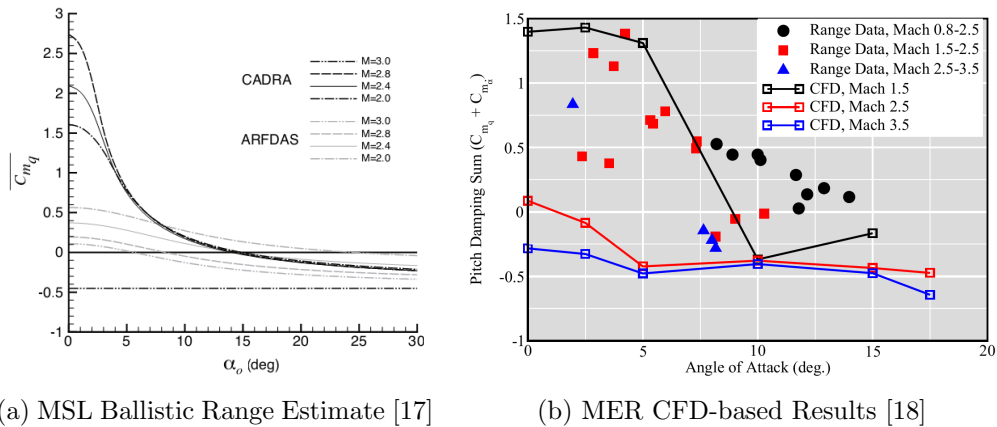 3
2.5
2
1.5
1
0.5
0
-0.5
-1
0 5 10 15 20 25 30
C_{m_q}
α_o (deg)
CADRA
M=3.0
M=2.8
M=2.4
M=2.0
ARFDAS
M=3.0
M=2.8
M=2.4
M=2.0
(a) MSL Ballistic Range Estimate [17]
1.5
1
0.5
0
-0.5
-1
0 5 10 15 20
Pitch Damping Sum (C_{m_q} + C_{m_{\dot{α}}})
Angle of Attack (deg.)
Range Data, Mach 0.8-2.5
Range Data, Mach 1.5-2.5
Range Data, Mach 2.5-3.5
CFD, Mach 1.5
CFD, Mach 2.5
CFD, Mach 3.5
(b) MER CFD-based Results [18]